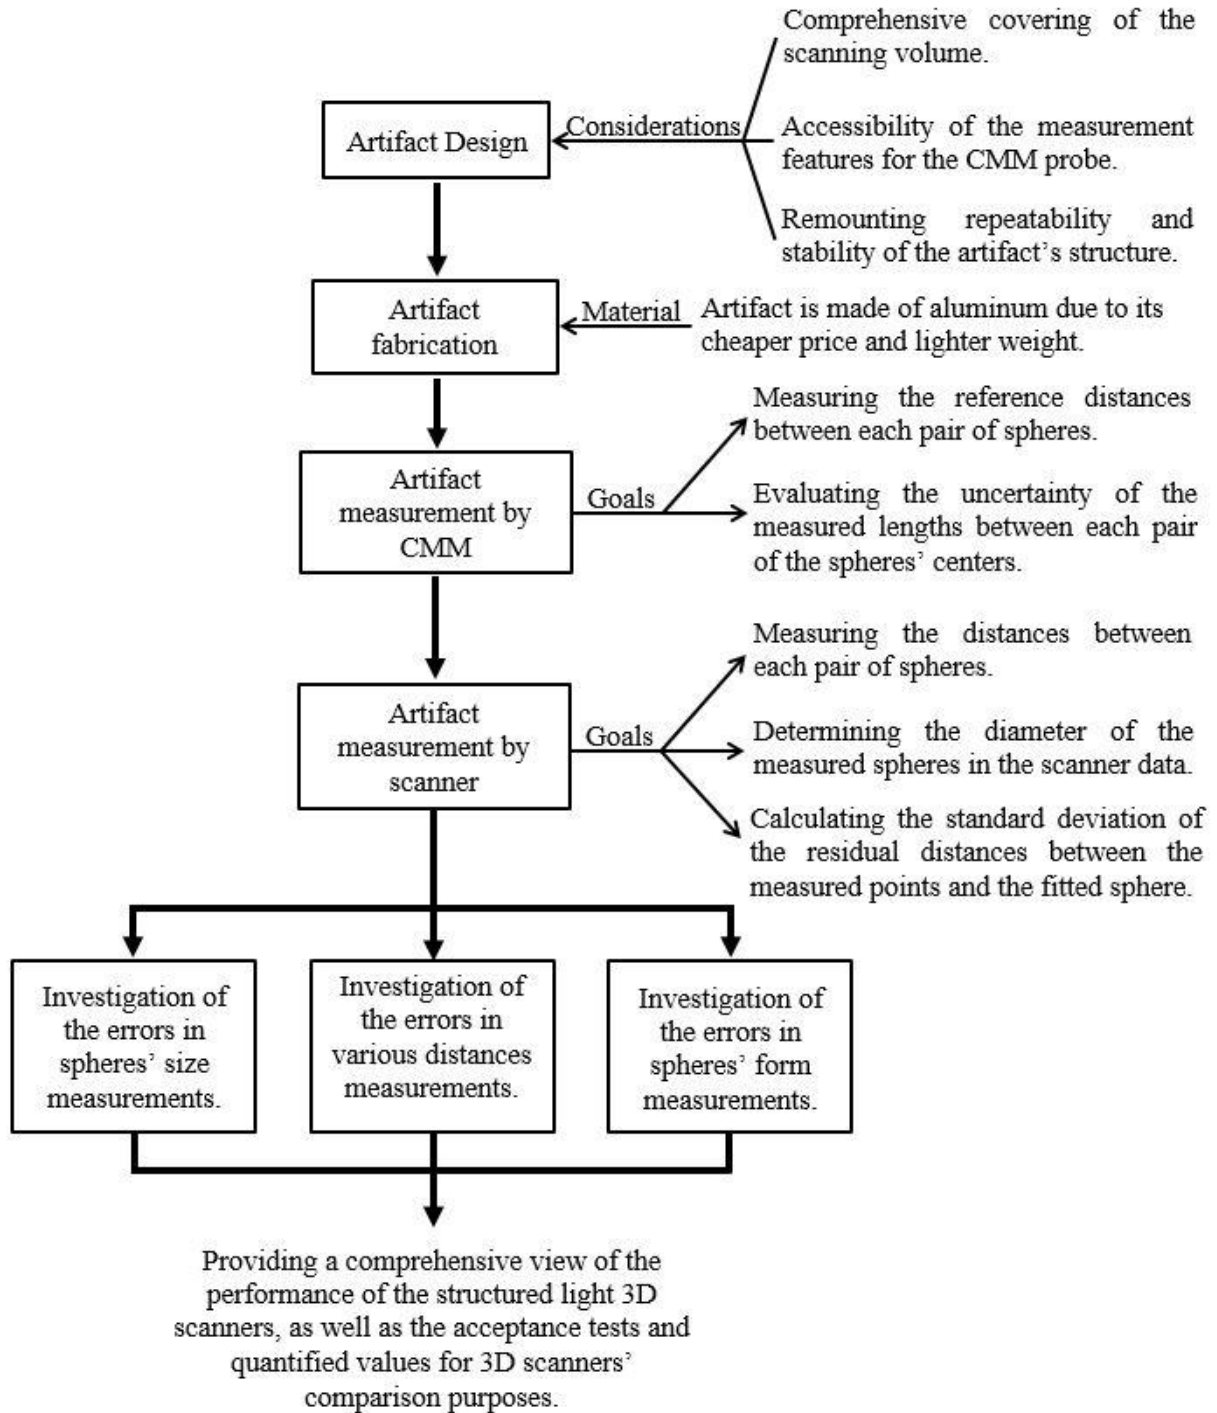 Comprehensive covering of the
scanning volume.
Artifact Design
Considerations
Accessibility of the measurement
features for the CMM probe.
Remounting repeatability and
stability of the artifact's structure.
Artifact
fabrication
Material
Artifact is made of aluminum due to its
cheaper price and lighter weight.
Measuring the reference distances
between each pair of spheres.
Artifact
measurement by
CMM
Goals
Evaluating the uncertainty of the
measured lengths between each pair
of the spheres' centers.
Measuring the distances between
each pair of spheres.
Artifact
measurement by
scanner
Goals
Determining the diameter of the
measured spheres in the scanner data.
Calculating the standard deviation of
the residual distances between the
measured points and the fitted sphere.
Investigation of
the errors in
spheres' size
measurements.
Investigation of
the errors in
various distances
measurements.
Investigation of
the errors in
spheres' form
measurements.
Providing a comprehensive view of the
performance of the structured light 3D
scanners, as well as the acceptance tests and
quantified values for 3D scanners'
comparison purposes.